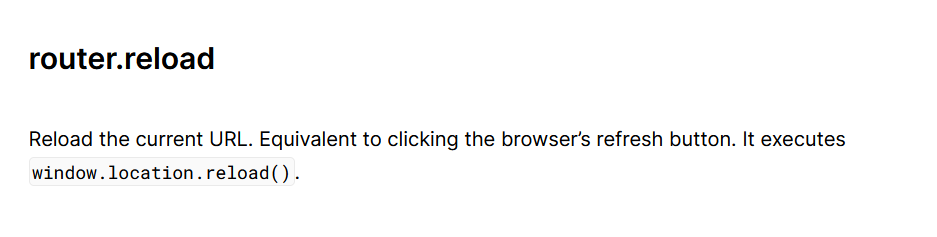 router.reload
Reload the current URL. Equivalent to clicking the browser’s refresh button. It executes
window.location.reload().